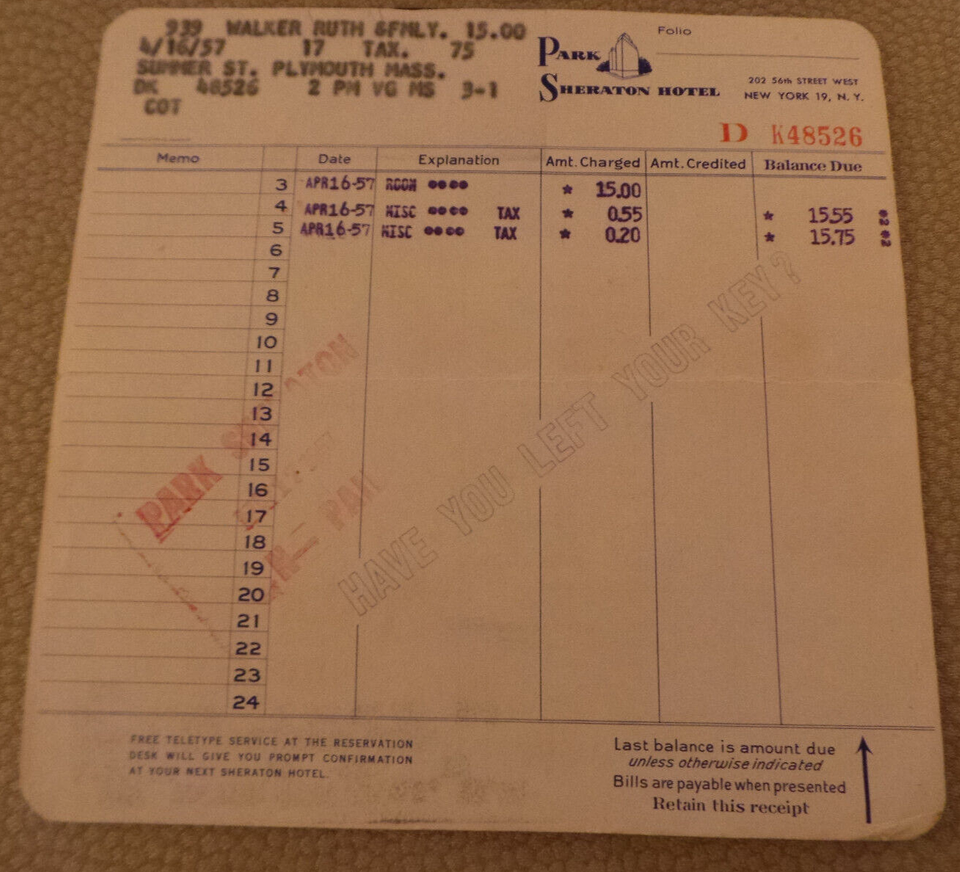 939 WALKER RUTH &FMLY. 15.00
4/16/57 17 TAX. 75
SUMMER ST. PLYMOUTH MASS.
DK 48526 2 PM VG MS 3-1
COT
PARK SHERATON HOTEL
Folio
202 56th STREET WEST
NEW YORK 19, N. Y.
D K48526
Memo Date Explanation Amt. Charged Amt. Credited Balance Due
3 APR16-57 ROOM ●●●● * 15.00
4 APR16-57 MISC ●●●● TAX * 0.55 * 15.55
5 APR16-57 MISC ●●●● TAX * 0.20 * 15.75
6
7
8
9
10
11
12
13
14
15
16
17
18
19
20
21
22
23
24
HAVE YOU LEFT YOUR KEY?
PARK SHERATON
FREE TELETYPE SERVICE AT THE RESERVATION
DESK WILL GIVE YOU PROMPT CONFIRMATION
AT YOUR NEXT SHERATON HOTEL.
Last balance is amount due
unless otherwise indicated
Bills are payable when presented
Retain this receipt